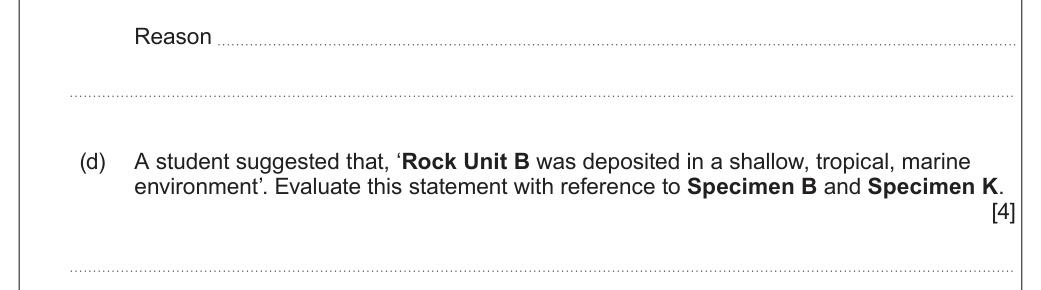 Reason
(d) A student suggested that, ‘Rock Unit B was deposited in a shallow, tropical, marine
environment’. Evaluate this statement with reference to Specimen B and Specimen K.
[4]